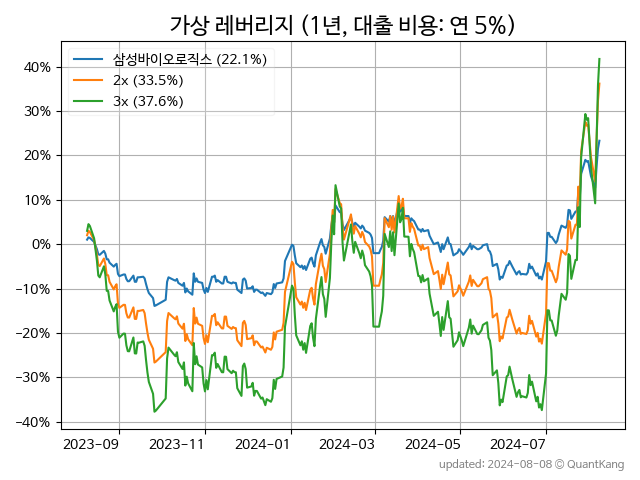 가상 레버리지 (1년, 대출 비용: 연 5%)
삼성바이오로직스 (22.1%)
2x (33.5%)
3x (37.6%)
40%
30%
20%
10%
0%
−10%
−20%
−30%
−40%
2023-09 2023-11 2024-01 2024-03 2024-05 2024-07
updated: 2024-08-08 © QuantKang